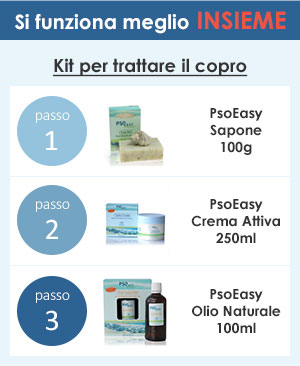 Si funziona meglio INSIEME
Kit per trattare il copro
passo
1
PsoEasy
Sapone
100g
passo
2
PsoEasy
Crema Attiva
250ml
passo
3
PsoEasy
Olio Naturale
100ml